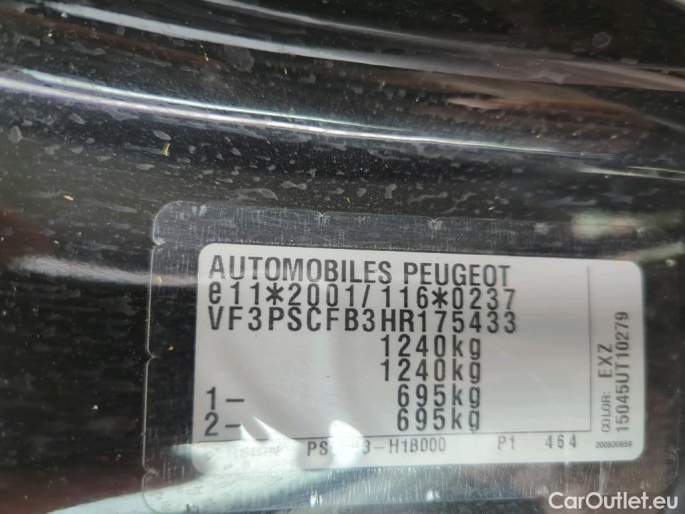 AUTOMOBILES PEUGEOT
e11*2001/116*0237
VF3PSCFB3HR175433
1240kg
1240kg
1- 695kg
2- 695kg
P1 464
COLOR: EXZ
15045UT10279
CarOutlet.eu